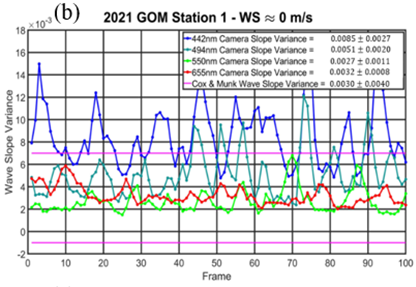 (b) 2021 GOM Station 1 - WS ≈ 0 m/s
×10⁻³
442nm Camera Slope Variance = 0.0085 ± 0.0027
494nm Camera Slope Variance = 0.0051 ± 0.0020
550nm Camera Slope Variance = 0.0027 ± 0.0011
655nm Camera Slope Variance = 0.0032 ± 0.0008
Cox & Munk Wave Slope Variance = 0.0030 ± 0.0040
Wave Slope Variance
18
16
14
12
10
8
6
4
2
0
-2
0 10 20 30 40 50 60 70 80 90 100
Frame